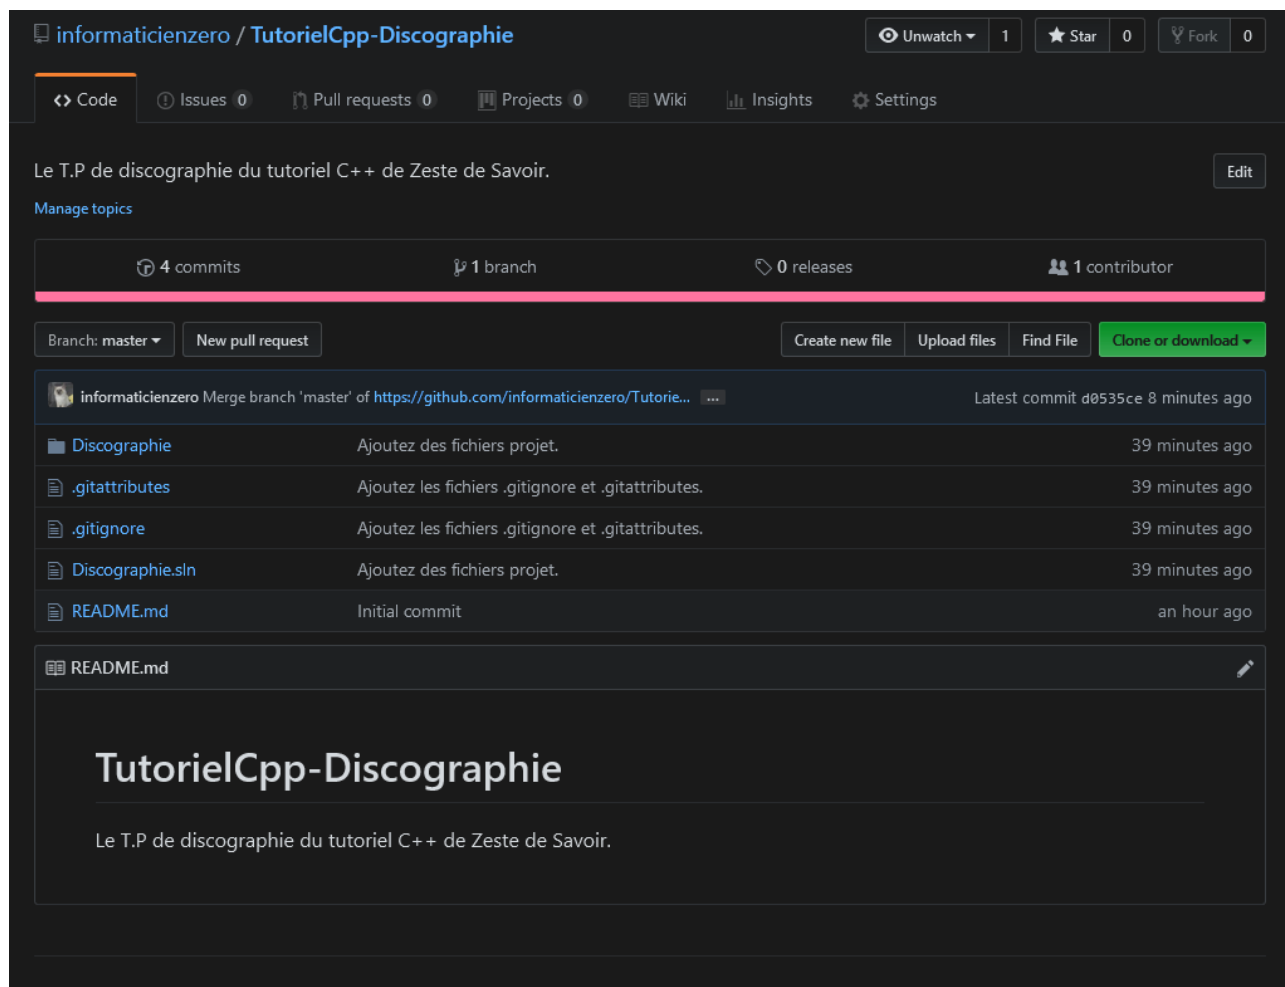 informaticienzero / TutorielCpp-Discographie Unwatch 1 Star 0 Fork 0
Code Issues 0 Pull requests 0 Projects 0 Wiki Insights Settings
Le T.P de discographie du tutoriel C++ de Zeste de Savoir. Edit
Manage topics
4 commits 1 branch 0 releases 1 contributor
Branch: master New pull request Create new file Upload files Find File Clone or download
informaticienzero Merge branch 'master' of https://github.com/informaticienzero/Tutorie... ... Latest commit d0535ce 8 minutes ago
Discographie Ajoutez des fichiers projet. 39 minutes ago
.gitattributes Ajoutez les fichiers .gitignore et .gitattributes. 39 minutes ago
.gitignore Ajoutez les fichiers .gitignore et .gitattributes. 39 minutes ago
Discographie.sln Ajoutez des fichiers projet. 39 minutes ago
README.md Initial commit an hour ago
README.md
TutorielCpp-Discographie
Le T.P de discographie du tutoriel C++ de Zeste de Savoir.